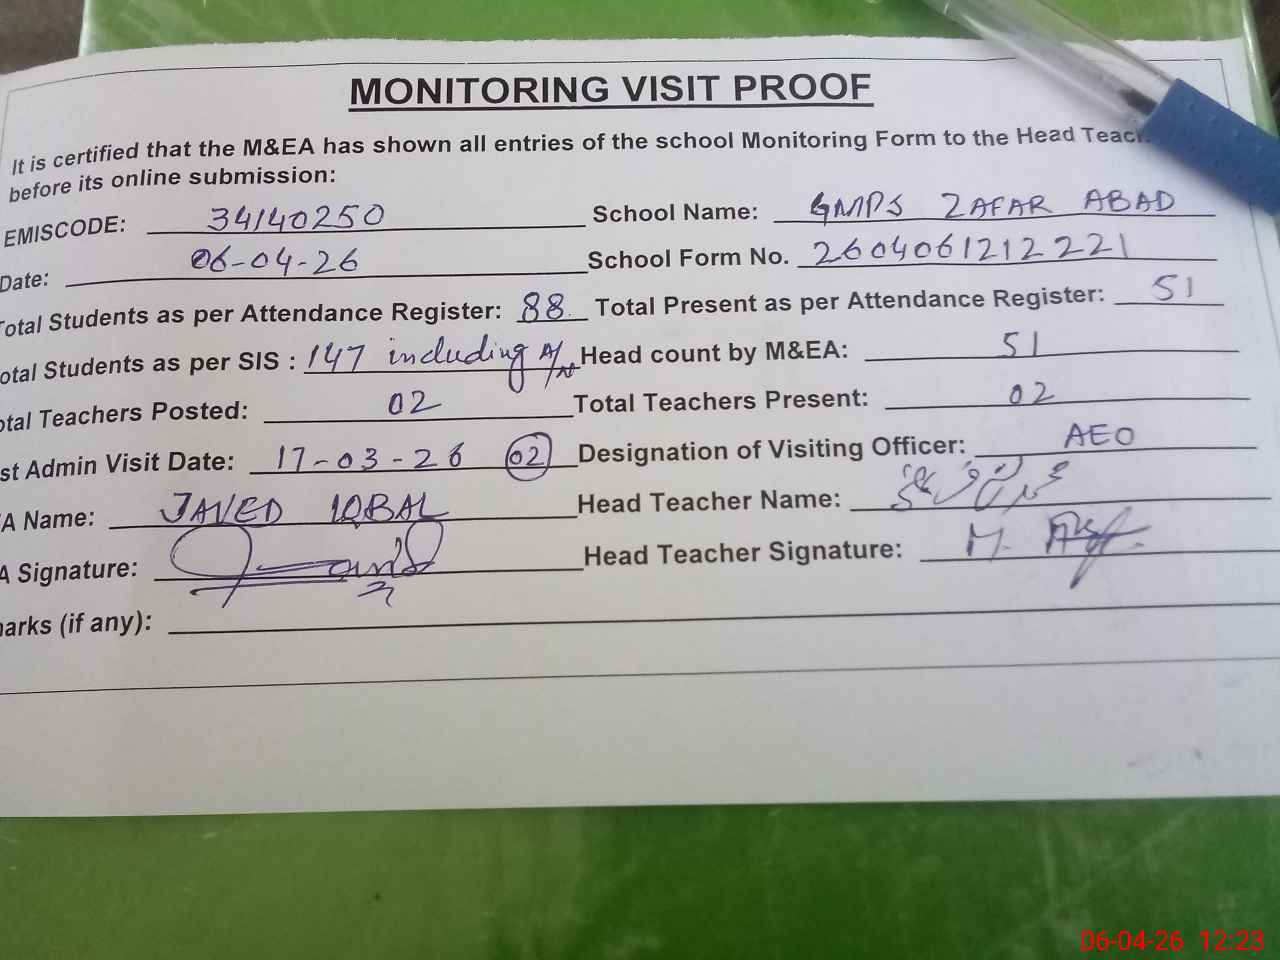 MONITORING VISIT PROOF
It is certified that the M&EA has shown all entries of the school Monitoring Form to the Head Teac
before its online submission:
EMISCODE: 34140250 School Name: GMPS ZAFAR ABAD
Date: 06-04-26 School Form No. 2604061212221
otal Students as per Attendance Register: 88 Total Present as per Attendance Register: 51
otal Students as per SIS : 147 including A/N Head count by M&EA: 51
otal Teachers Posted: 02 Total Teachers Present: 02
st Admin Visit Date: 17-03-26 02 Designation of Visiting Officer: AEO
A Name: JAVED IQBAL Head Teacher Name:
A Signature: Head Teacher Signature: M.
arks (if any):
06-04-26 12:23